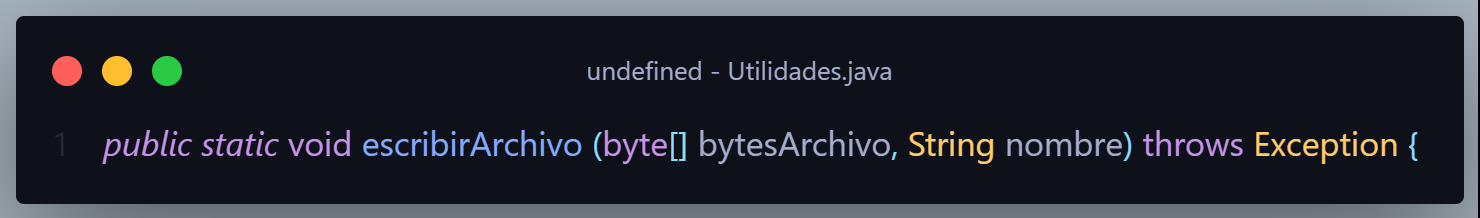 undefined - Utilidades.java
1 public static void escribirArchivo (byte[] bytesArchivo, String nombre) throws Exception {